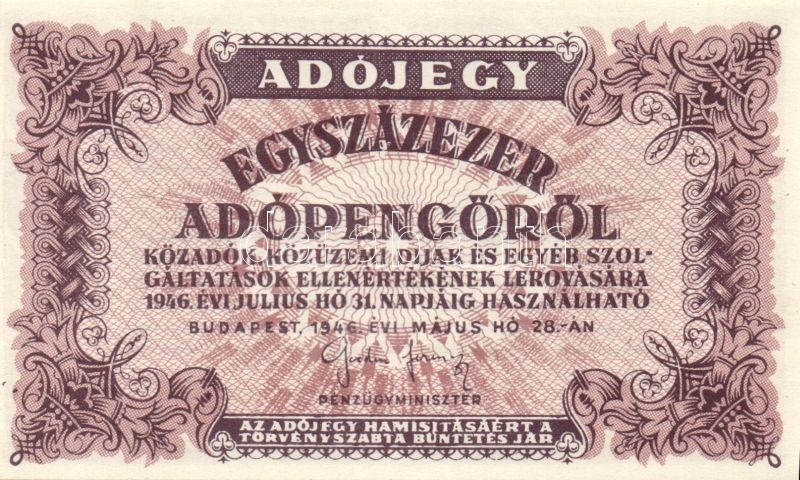 ADÓJEGY
EGYSZÁZEZER
ADÓPENGŐRŐL
KÖZADÓK, KÖZÜZEMI DIJAK ÉS EGYÉB SZOL-
GÁLTATÁSOK ELLENÉRTÉKÉNEK LEROVÁSÁRA
1946. ÉVI JULIUS HÓ 31. NAPJÁIG HASZNÁLHATÓ
BUDAPEST, 1946. ÉVI MÁJUS HÓ 28.-ÁN
PÉNZÜGYMINISZTER
AZ ADÓJEGY HAMISITÁSÁÉRT A
TÖRVÉNYSZABTA BÜNTETÉS JÁR